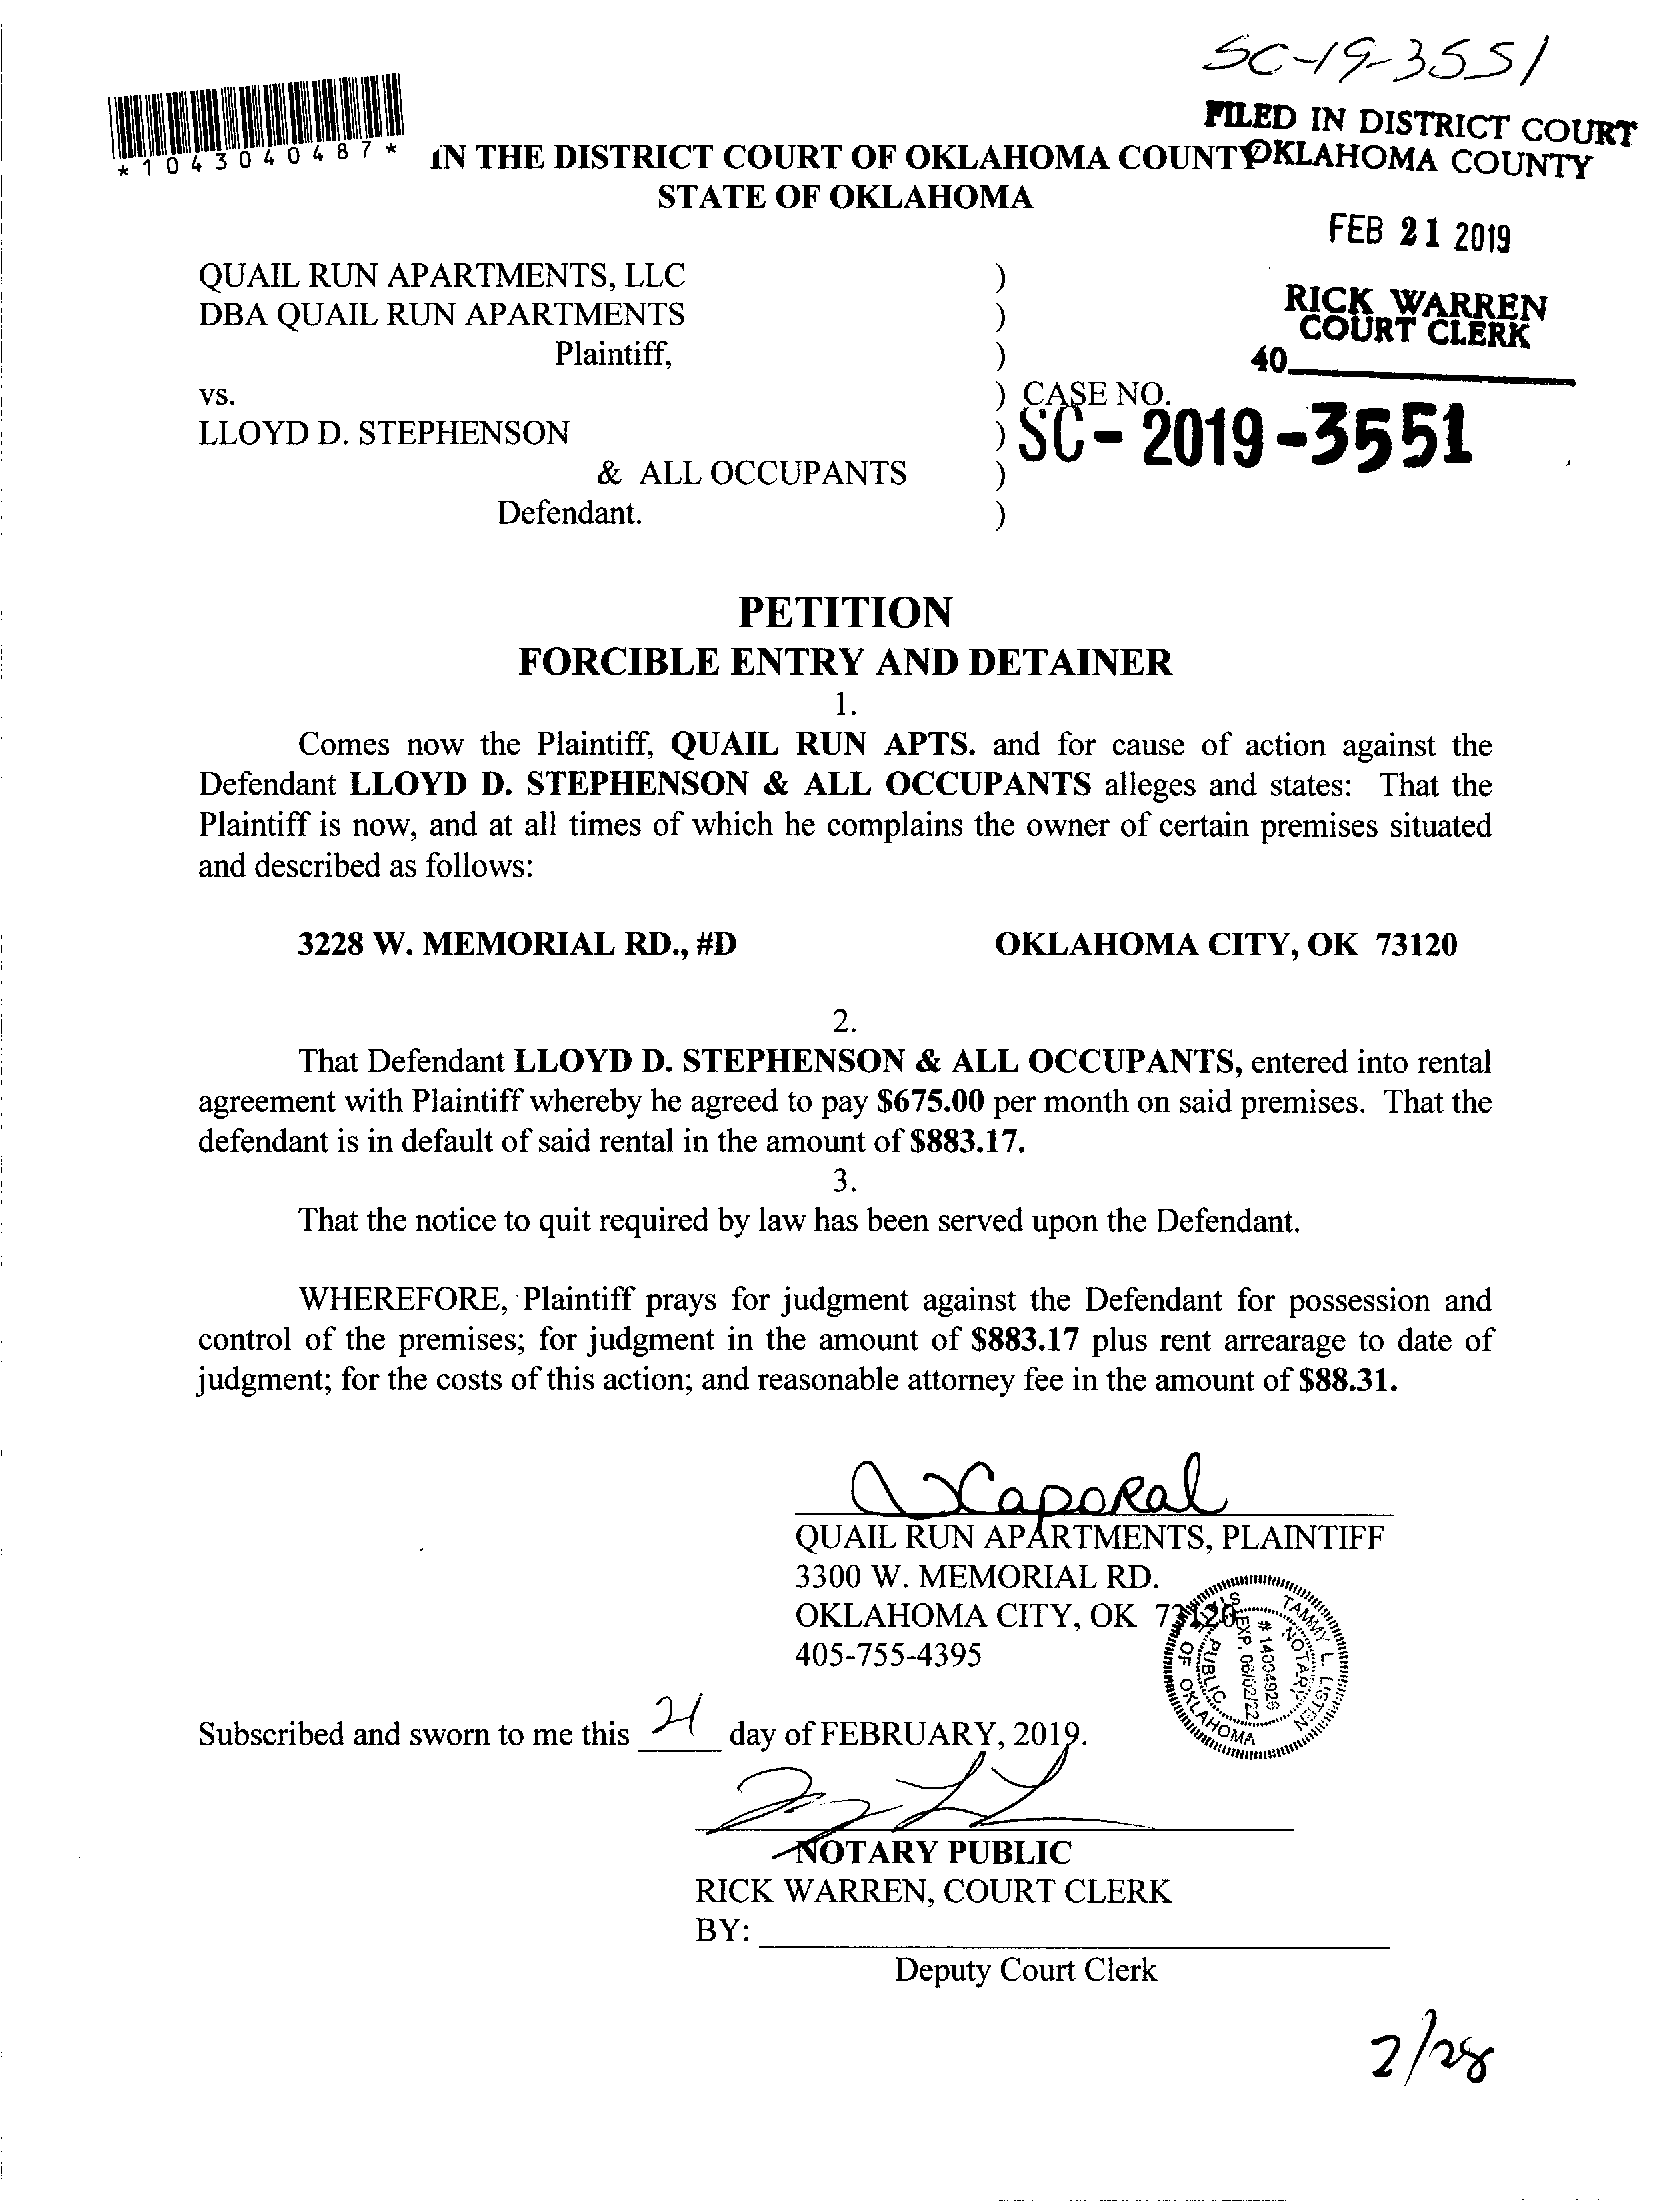 SC-19-3551
FILED IN DISTRICT COURT
OKLAHOMA COUNTY
*1043040487*
IN THE DISTRICT COURT OF OKLAHOMA COUNTY
STATE OF OKLAHOMA
FEB 21 2019
RICK WARREN
COURT CLERK
40
QUAIL RUN APARTMENTS, LLC )
DBA QUAIL RUN APARTMENTS )
Plaintiff, )
vs. ) CASE NO.
LLOYD D. STEPHENSON ) SC-2019-3551
& ALL OCCUPANTS )
Defendant. )
PETITION
FORCIBLE ENTRY AND DETAINER
1.
Comes now the Plaintiff, QUAIL RUN APTS. and for cause of action against the
Defendant LLOYD D. STEPHENSON & ALL OCCUPANTS alleges and states: That the
Plaintiff is now, and at all times of which he complains the owner of certain premises situated
and described as follows:
3228 W. MEMORIAL RD., #D OKLAHOMA CITY, OK 73120
2.
That Defendant LLOYD D. STEPHENSON & ALL OCCUPANTS, entered into rental
agreement with Plaintiff whereby he agreed to pay $675.00 per month on said premises. That the
defendant is in default of said rental in the amount of $883.17.
3.
That the notice to quit required by law has been served upon the Defendant.
WHEREFORE, Plaintiff prays for judgment against the Defendant for possession and
control of the premises; for judgment in the amount of $883.17 plus rent arrearage to date of
judgment; for the costs of this action; and reasonable attorney fee in the amount of $88.31.
Caporal
QUAIL RUN APARTMENTS, PLAINTIFF
3300 W. MEMORIAL RD.
OKLAHOMA CITY, OK 73120
405-755-4395
TAMMY L. LISTEN
NOTARY PUBLIC
# 14004926
EXP. 06/02/22
OF OKLAHOMA
Subscribed and sworn to me this 21 day of FEBRUARY, 2019.
NOTARY PUBLIC
RICK WARREN, COURT CLERK
BY:
Deputy Court Clerk
2/28